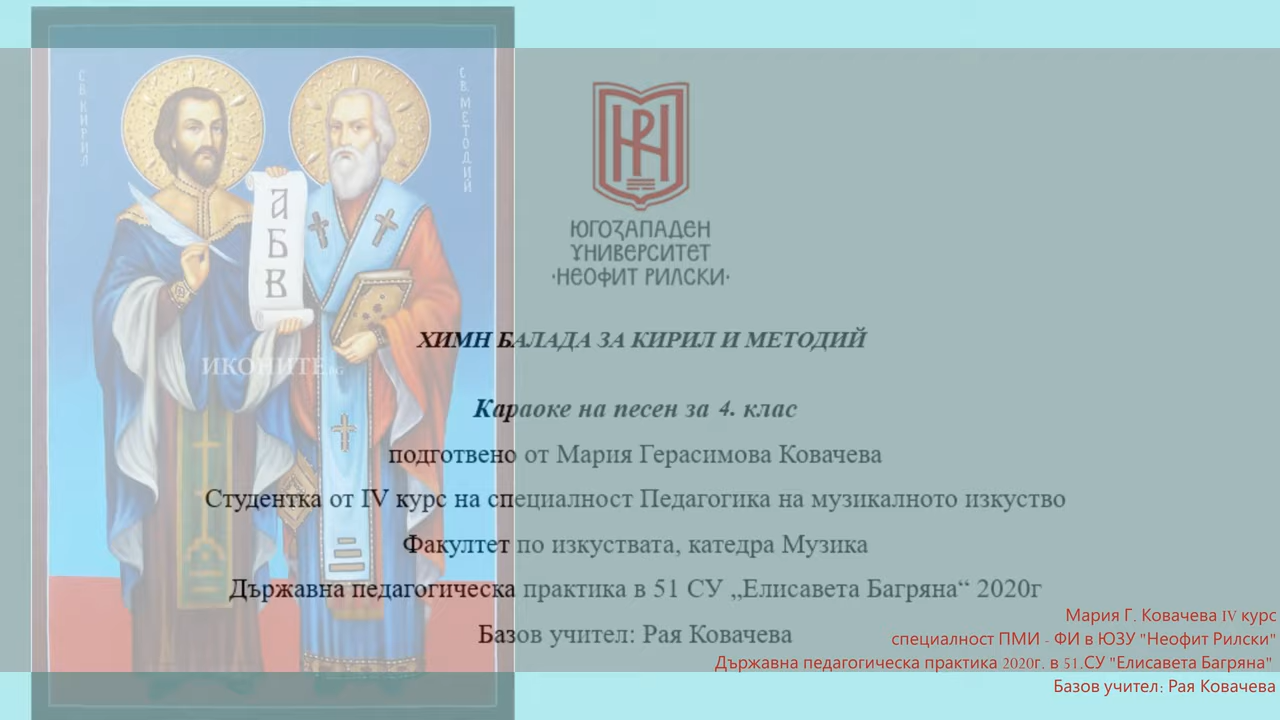 СВ. КИРИЛ
СВ. МЕТОДИЙ
А
Б
В
ИКОНИТЕ.BG
ЮГОЗАПАДЕН
УНИВЕРСИТЕТ
·НЕОФИТ РИЛСКИ·
ХИМН БАЛАДА ЗА КИРИЛ И МЕТОДИЙ
Караоке на песен за 4. клас
подготвено от Мария Герасимова Ковачева
Студентка от IV курс на специалност Педагогика на музикалното изкуство
Факултет по изкуствата, катедра Музика
Държавна педагогическа практика в 51 СУ „Елисавета Багряна“ 2020г
Базов учител: Рая Ковачева
Мария Г. Ковачева IV курс
специалност ПМИ - ФИ в ЮЗУ "Неофит Рилски"
Държавна педагогическа практика 2020г. в 51.СУ "Елисавета Багряна"
Базов учител: Рая Ковачева